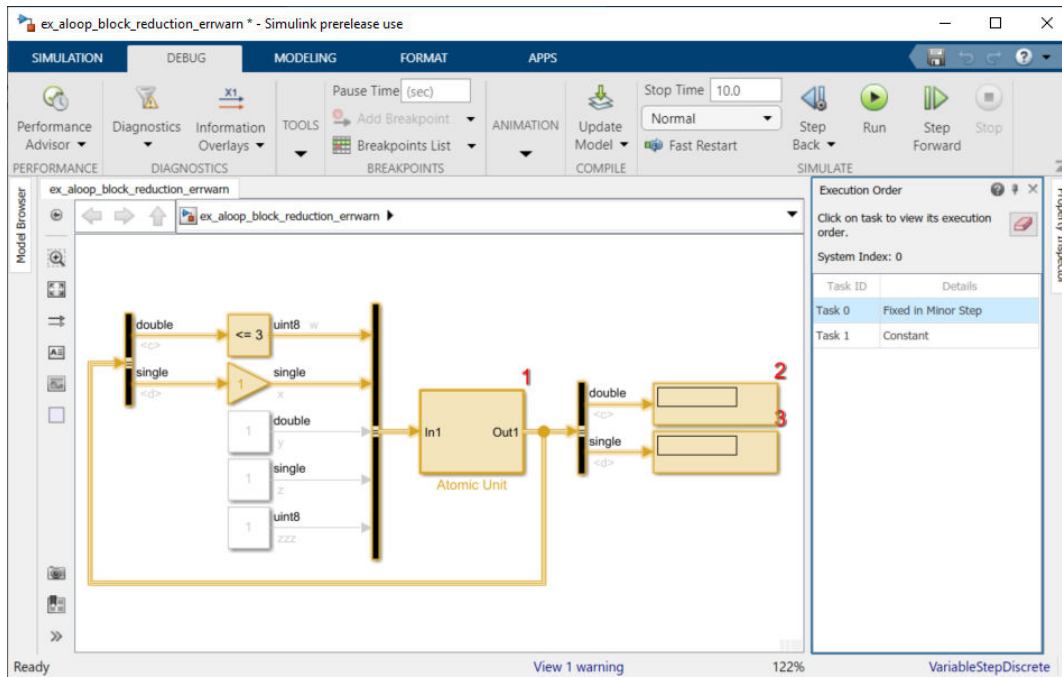 ex_aloop_block_reduction_errwarn * - Simulink prerelease use
SIMULATION DEBUG MODELING FORMAT APPS
Performance Advisor
PERFORMANCE
Diagnostics
Information Overlays
DIAGNOSTICS
TOOLS
Pause Time (sec)
Add Breakpoint
Breakpoints List
BREAKPOINTS
ANIMATION
Update Model
COMPILE
Stop Time 10.0
Normal
Fast Restart
Step Back
Run
Step Forward
Stop
SIMULATE
Model Browser
ex_aloop_block_reduction_errwarn
ex_aloop_block_reduction_errwarn
double
<c>
single
<d>
<= 3
uint8 w
1
single
x
1
double
y
1
single
z
1
uint8
zzz
In1 Out1
1
Atomic Unit
double
<c>
single
<d>
2
3
Execution Order
Click on task to view its execution
order.
System Index: 0
Task ID Details
Task 0 Fixed in Minor Step
Task 1 Constant
Property Inspector
Ready View 1 warning 122% VariableStepDiscrete